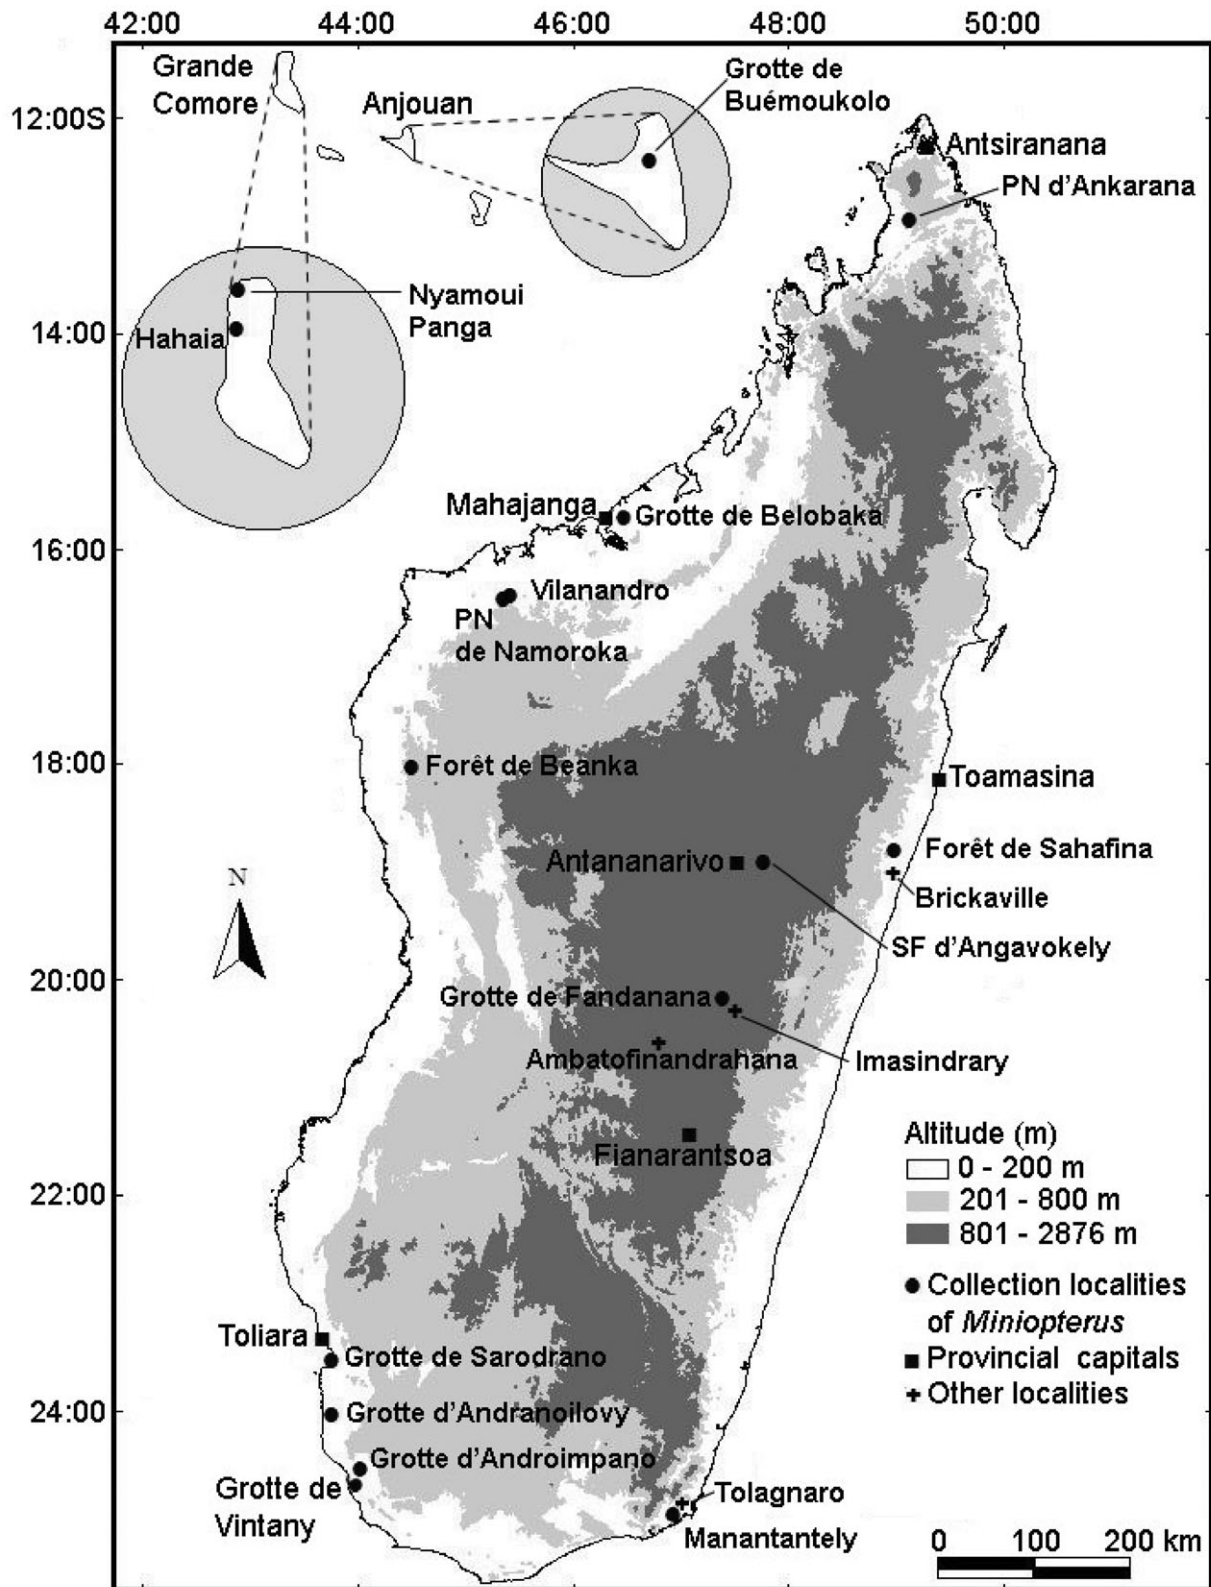 42:00 44:00 46:00 48:00 50:00
Grande
Comore
Anjouan
Grotte de
Buémoukolo
12:00S
Antsiranana
PN d'Ankarana
Nyamoui
Panga
Hahaia
14:00
Mahajanga
Grotte de Belobaka
16:00
Vilanandro
PN
de Namoroka
18:00
Forêt de Beanka
Toamasina
Antananarivo
Forêt de Sahafina
Brickaville
N
SF d'Angavokely
20:00
Grotte de Fandanana
Ambatofinandrahana
Imasindrary
Fianarantsoa
22:00
Altitude (m)
0 - 200 m
201 - 800 m
801 - 2876 m
Collection localities
of Miniopterus
Provincial capitals
Other localities
Toliara
Grotte de Sarodrano
24:00
Grotte d'Andranoilovy
Grotte d'Androimpano
Grotte de
Vintany
Tolagnaro
Manantantely
0 100 200 km